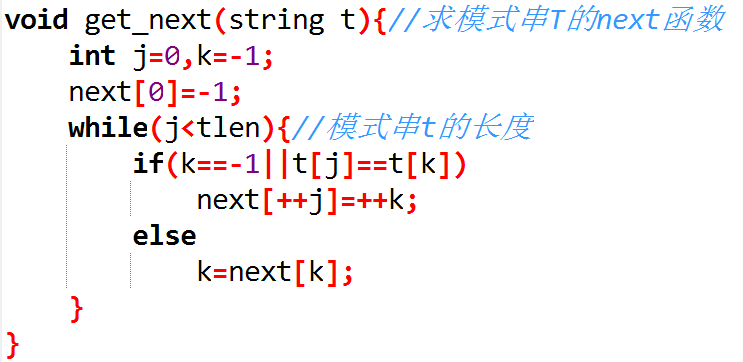 void get_next(string t){//求模式串T的next函数
    int j=0,k=-1;
    next[0]=-1;
    while(j<tlen){//模式串t的长度
        if(k==-1||t[j]==t[k])
            next[++j]=++k;
        else
            k=next[k];
    }
}